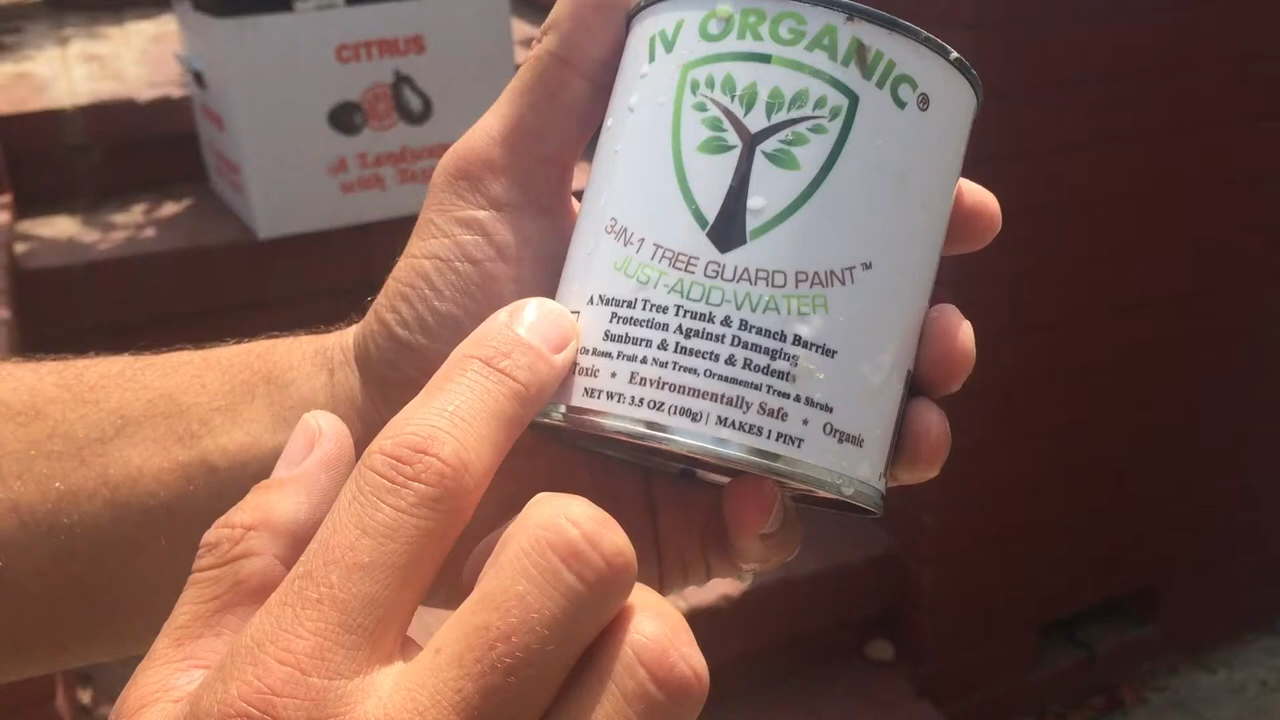 CITRUS
IV ORGANIC®
3-IN-1 TREE GUARD PAINT™
JUST-ADD-WATER
A Natural Tree Trunk & Branch Barrier
Protection Against Damaging
Sunburn & Insects & Rodents
On Roses, Fruit & Nut Trees, Ornamental Trees & Shrubs
Toxic * Environmentally Safe * Organic
NET WT: 3.5 OZ (100g) | MAKES 1 PINT
A
with